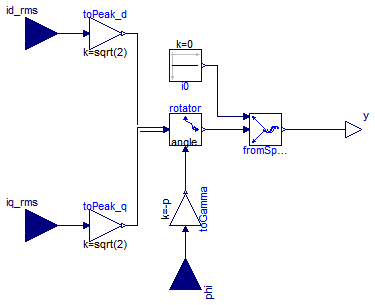 id_rms
toPeak_d
k=sqrt(2)
k=0
i0
rotator
angle
fromSp...
y
iq_rms
toPeak_q
k=sqrt(2)
k=-p
toGamma
phi